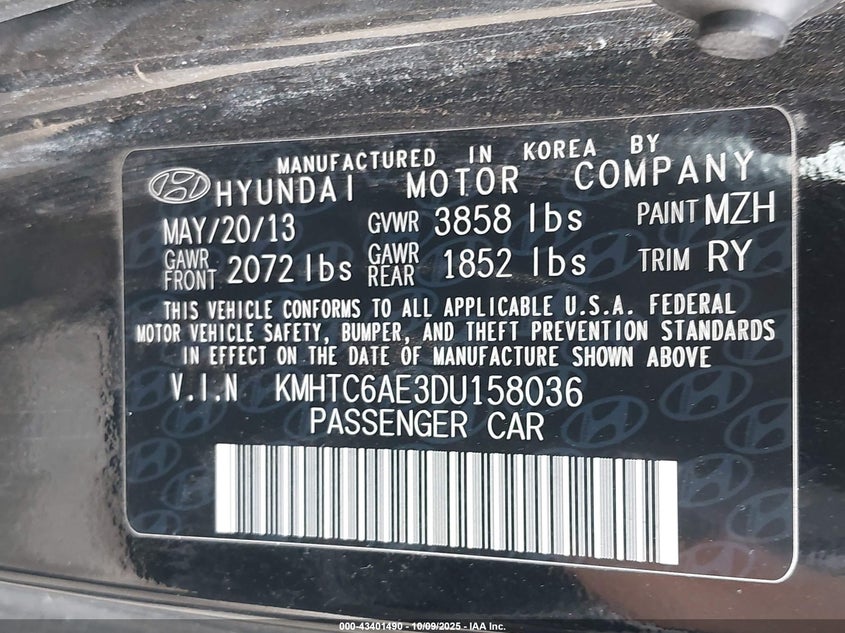 MANUFACTURED IN KOREA BY
HYUNDAI MOTOR COMPANY
MAY/20/13 GVWR 3858 lbs PAINT MZH
GAWR FRONT 2072 lbs GAWR REAR 1852 lbs TRIM RY
THIS VEHICLE CONFORMS TO ALL APPLICABLE U.S.A. FEDERAL
MOTOR VEHICLE SAFETY, BUMPER, AND THEFT PREVENTION STANDARDS
IN EFFECT ON THE DATE OF MANUFACTURE SHOWN ABOVE
V.I.N KMHTC6AE3DU158036
PASSENGER CAR
000-43401490 - 10/09/2025 - IAA Inc.